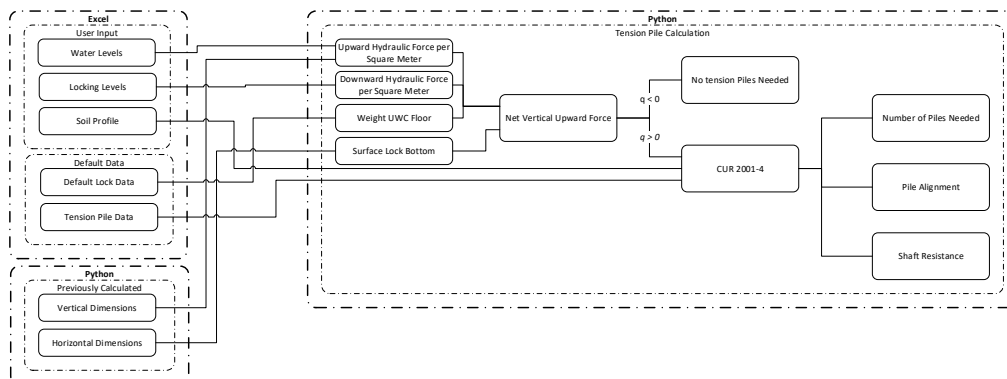 Excel
User Input
Water Levels
Locking Levels
Soil Profile
Default Data
Default Lock Data
Tension Pile Data
Python
Previously Calculated
Vertical Dimensions
Horizontal Dimensions
Python
Tension Pile Calculation
Upward Hydraulic Force per
Square Meter
Downward Hydraulic Force
per Square Meter
Weight UWC Floor
Surface Lock Bottom
Net Vertical Upward Force
q < 0
q > 0
No tension Piles Needed
CUR 2001-4
Number of Piles Needed
Pile Alignment
Shaft Resistance